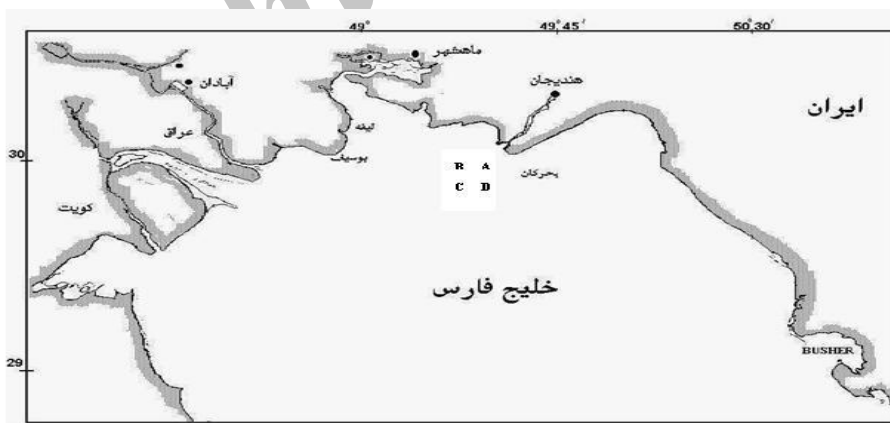 49° 49° 45′ 50° 30′
ماهشهر
آبادان
هندیجان
ایران
عراق
لیفه
بوسیف
30
B A
بحرکان
C D
کویت
خلیج فارس
BUSHER
29